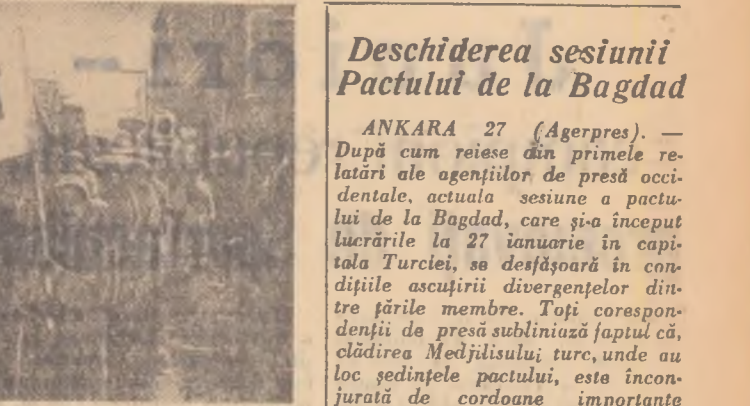 Deschiderea sesiunii
Pactului de la Bagdad
ANKARA 27 (Agerpres). —
După cum reiese din primele re-
latări ale agenţiilor de presă occi-
dentale, actuala sesiune a pactu-
lui de la Bagdad, care şi-a început
lucrările la 27 ianuarie în capi-
tala Turciei, se desfăşoară în con-
diţiile ascuţirii divergenţelor din-
tre ţările membre. Toţi corespon-
denţii de presă subliniază faptul că,
clădirea Medjilisului turc, unde au
loc şedinţele pactului, este încon-
jurată de cordoane importante